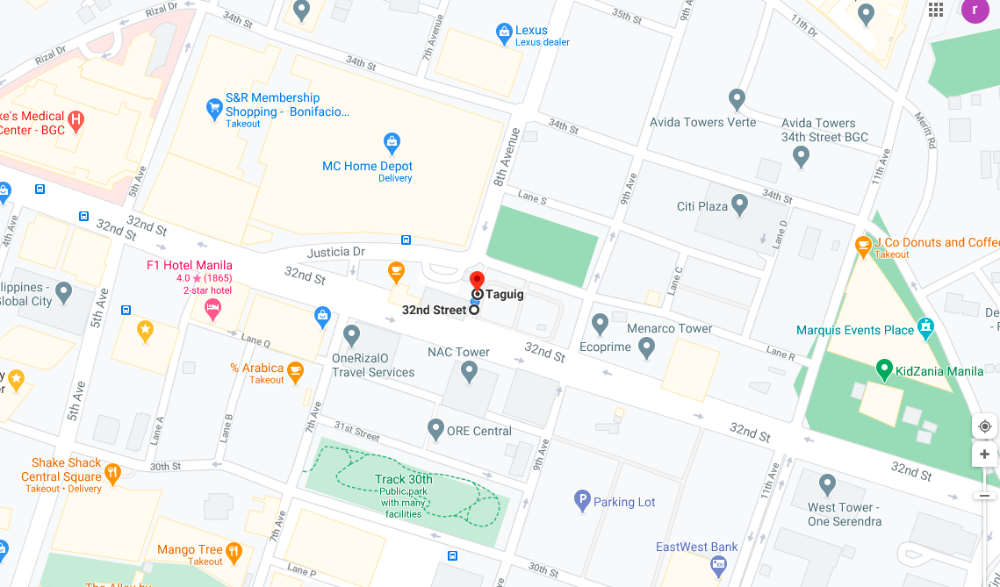 Rizal Dr
34th St
35th St
9th Ave
11th Dr
r
Rizal Dr
7th Avenue
Lexus
Lexus dealer
34th St
S&R Membership
Shopping - Bonifacio...
Takeout
ke's Medical
Center - BGC
H
MC Home Depot
Delivery
8th Avenue
34th St
Avida Towers Verte
Avida Towers
34th Street BGC
Merritt Rd
11th Ave
5th Ave
9th Ave
Lane S
Citi Plaza
34th St
Lane D
4th Ave
32nd St
32nd St
Justicia Dr
J.Co Donuts and Coffee
Takeout
F1 Hotel Manila
4.0 ★ (1865)
2-star hotel
32nd St
Lane C
Taguig
32nd Street
ilippines -
Global City
5th Ave
Lane Q
Ecoprime
Menarco Tower
Marquis Events Place
Lane R
OneRizalO
Travel Services
NAC Tower
32nd St
% Arabica
Takeout
KidZania Manila
5th Ave
7th Ave
31st Street
ORE Central
Lane A
Lane B
32nd St
32nd St
9th Ave
11th Ave
30th St
Shake Shack
Central Square
Takeout • Delivery
Track 30th
Public park
with many
facilities
P
Parking Lot
West Tower -
One Serendra
7th Ave
Mango Tree
Takeout
EastWest Bank
Lane P
30th St
9th Ave
The Alley by